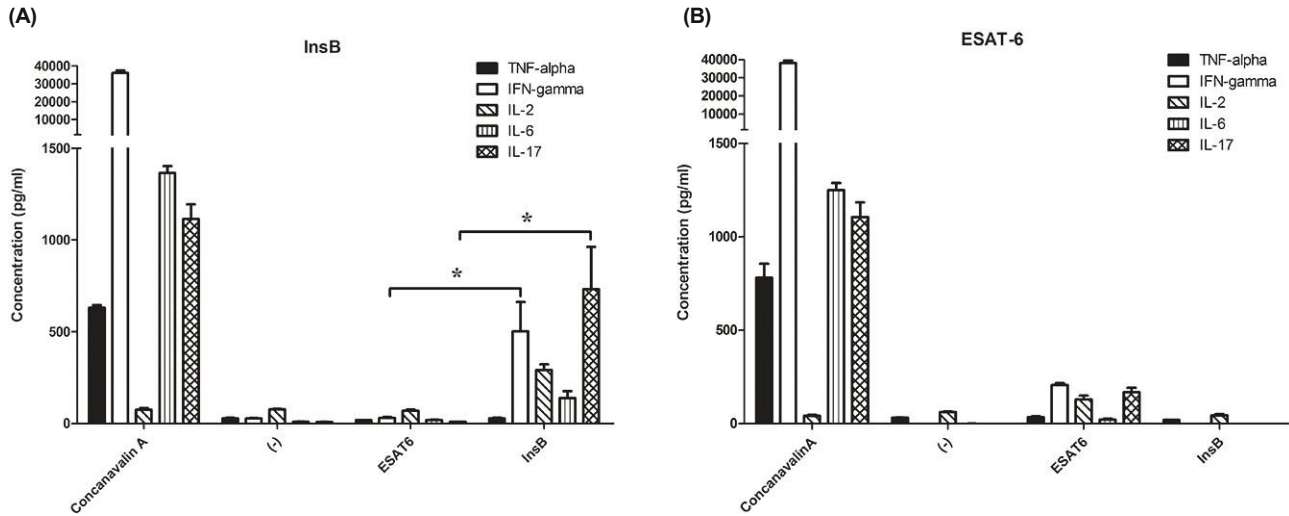 (A)
InsB
40000
30000
20000
10000
1500
1000
500
0
Concentration (pg/ml)
TNF-alpha
IFN-gamma
IL-2
IL-6
IL-17
*
*
Concanavalin A
(-)
ESAT6
InsB
(B)
ESAT-6
40000
30000
20000
10000
1500
1000
500
0
Concentration (pg/ml)
TNF-alpha
IFN-gamma
IL-2
IL-6
IL-17
ConcanavalinA
(-)
ESAT6
InsB